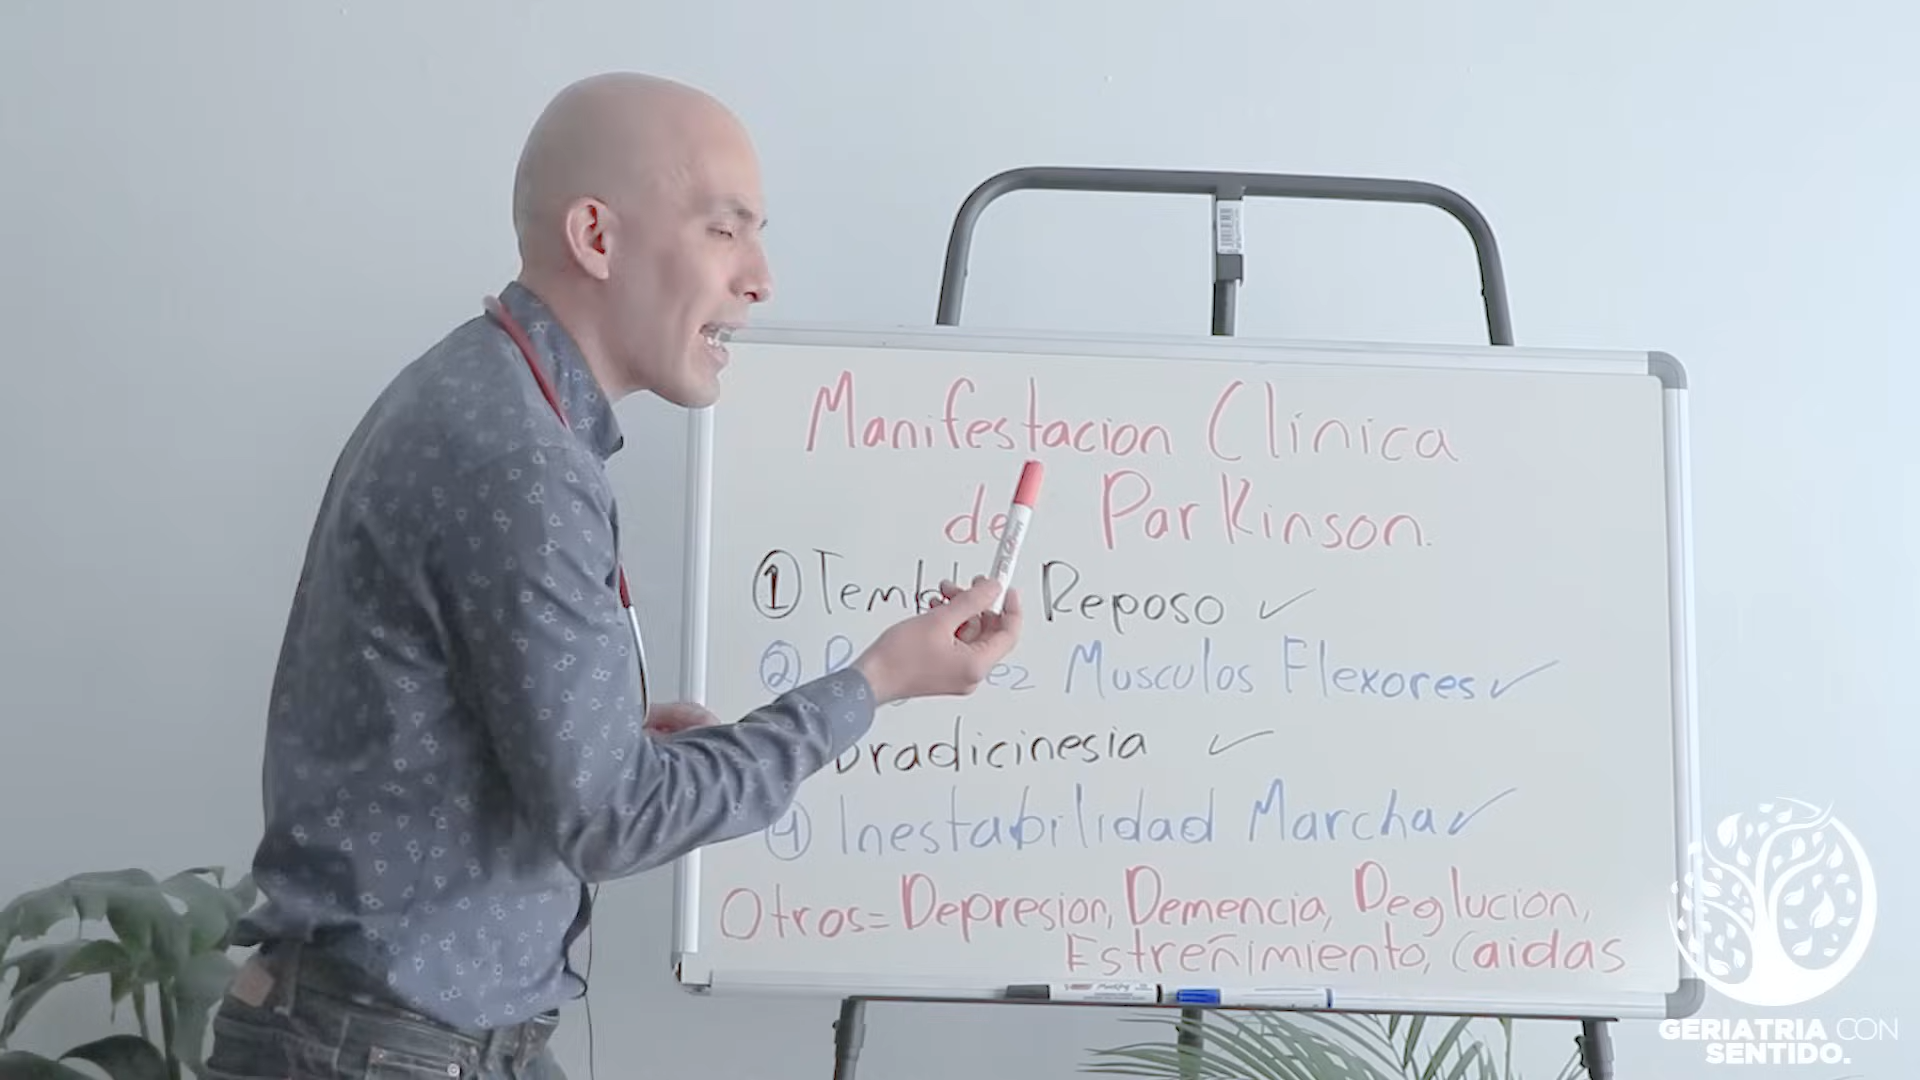 Manifestacion Clinica
de Parkinson.
① Reposo ✓
② Musculos Flexores ✓
Bradicinesia ✓
④ Inestabilidad Marcha ✓
Otros= Depresion, Demencia, Deglucion,
Estreñimiento, Caidas
GERIATRIA CON
SENTIDO.